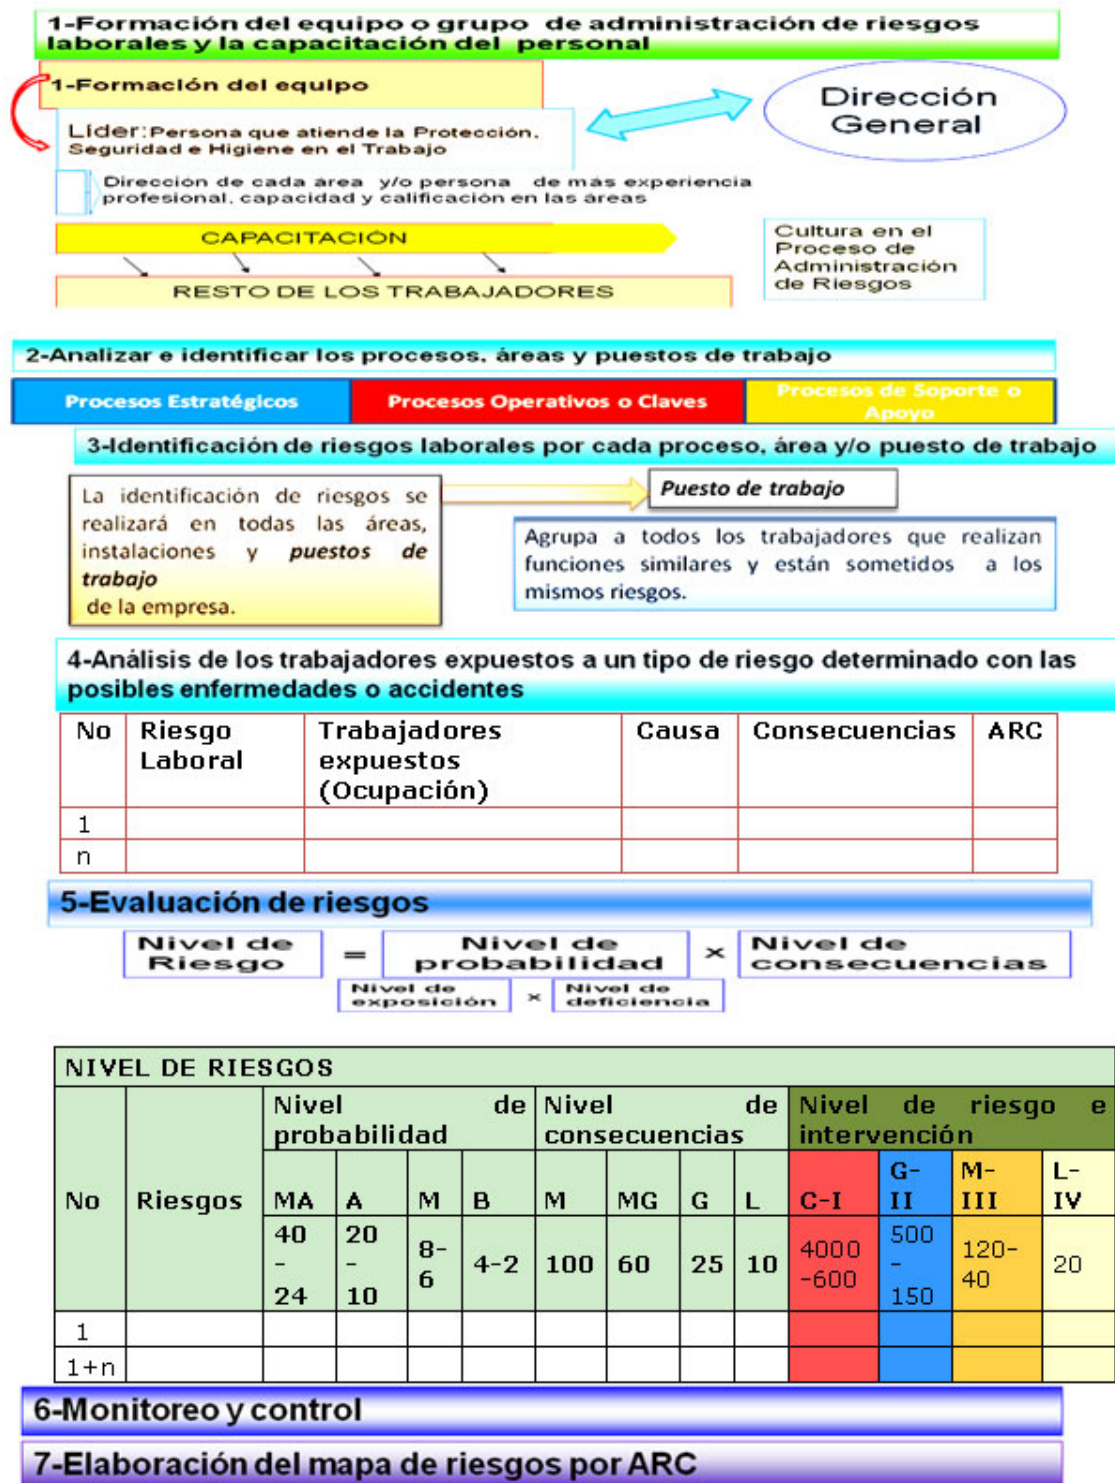 1-Formación del equipo o grupo de administración de riesgos
laborales y la capacitación del personal
1-Formación del equipo
Líder:Persona que atiende la Protección,
Seguridad e Higiene en el Trabajo
Dirección
General
Dirección de cada área y/o persona de más experiencia
profesional, capacidad y calificación en las áreas
CAPACITACIÓN
RESTO DE LOS TRABAJADORES
Cultura en el
Proceso de
Administración
de Riesgos
2-Analizar e identificar los procesos, áreas y puestos de trabajo
Procesos Estratégicos
Procesos Operativos o Claves
Procesos de Soporte o
Apoyo
3-Identificación de riesgos laborales por cada proceso, área y/o puesto de trabajo
La identificación de riesgos se
realizará en todas las áreas,
instalaciones y puestos de
trabajo
de la empresa.
Puesto de trabajo
Agrupa a todos los trabajadores que realizan
funciones similares y están sometidos a los
mismos riesgos.
4-Análisis de los trabajadores expuestos a un tipo de riesgo determinado con las
posibles enfermedades o accidentes
No Riesgo Laboral Trabajadores expuestos (Ocupación) Causa Consecuencias ARC
1
n
5-Evaluación de riesgos
Nivel de Riesgo = Nivel de probabilidad × Nivel de consecuencias
Nivel de exposición × Nivel de deficiencia
NIVEL DE RIESGOS
No Riesgos Nivel de probabilidad Nivel de consecuencias Nivel de riesgo e intervención
MA A M B M MG G L C-I G-II M-III L-IV
40-24 20-10 8-6 4-2 100 60 25 10 4000-600 500-150 120-40 20
1
1+n
6-Monitoreo y control
7-Elaboración del mapa de riesgos por ARC